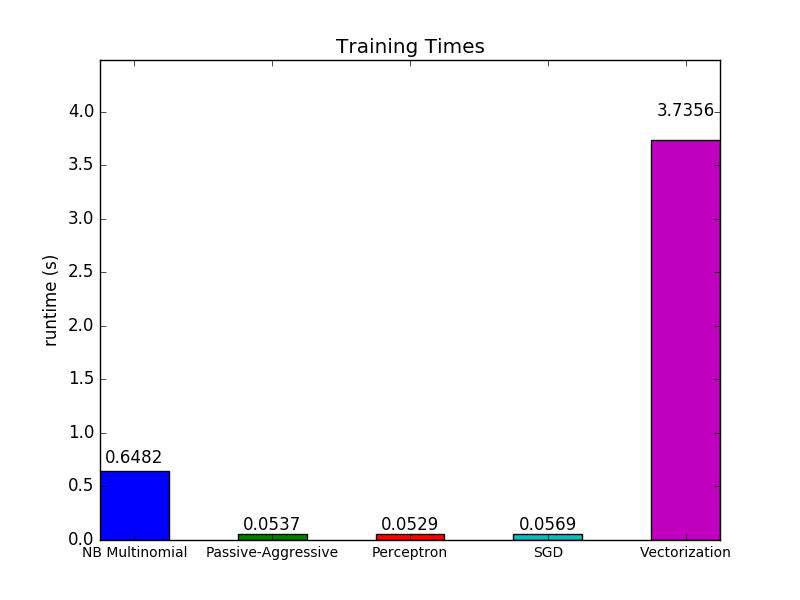 Training Times
runtime (s)
4.0
3.5
3.0
2.5
2.0
1.5
1.0
0.5
0.0
0.6482
0.0537
0.0529
0.0569
3.7356
NB Multinomial
Passive-Aggressive
Perceptron
SGD
Vectorization